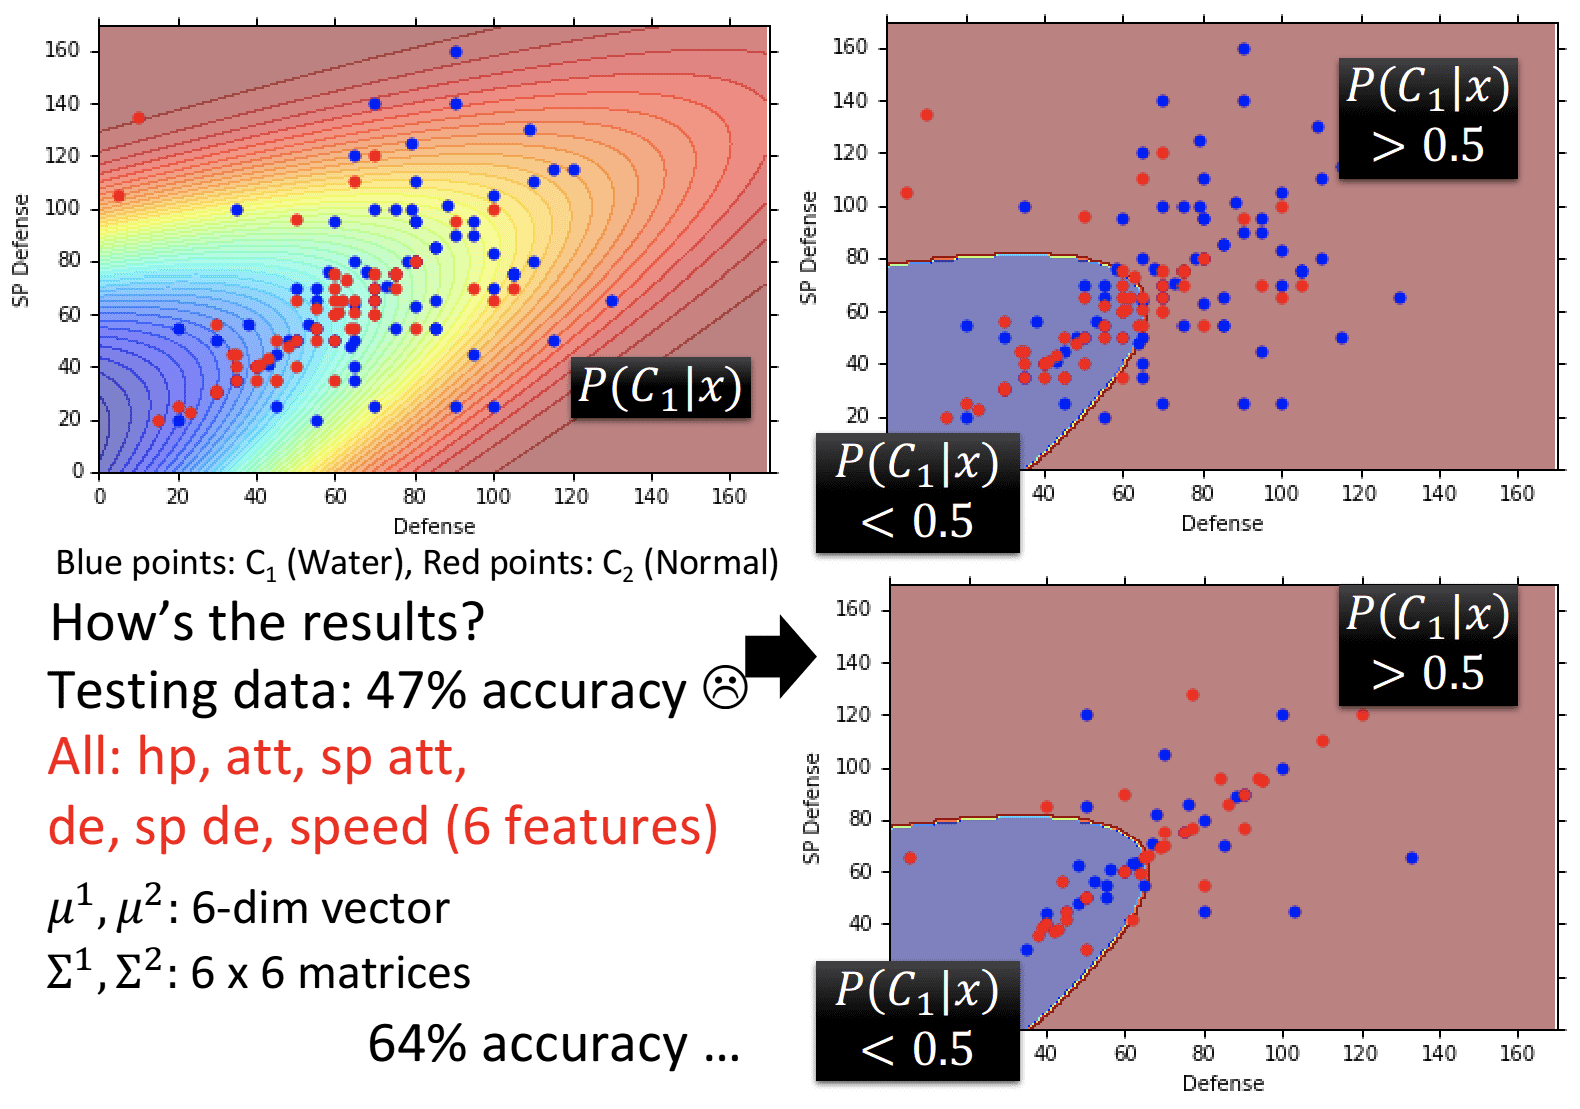 160
140
120
100
80
60
40
20
0
SP Defense
0 20 40 60 80 100 120 140 160
Defense
P(C₁|x)
160
140
120
100
80
60
40
20
SP Defense
40 60 80 100 120 140 160
Defense
P(C₁|x)
> 0.5
P(C₁|x)
< 0.5
Blue points: C₁ (Water), Red points: C₂ (Normal)
How's the results?
Testing data: 47% accuracy ☹
All: hp, att, sp att,
de, sp de, speed (6 features)
μ¹, μ²: 6-dim vector
Σ¹, Σ²: 6 x 6 matrices
64% accuracy …
160
140
120
100
80
60
40
SP Defense
40 60 80 100 120 140 160
Defense
P(C₁|x)
> 0.5
P(C₁|x)
< 0.5